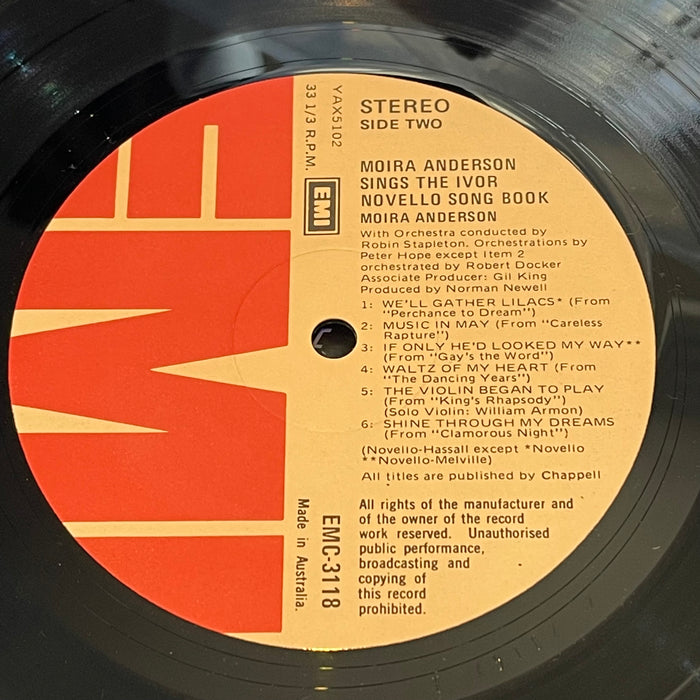 EMI
YAX5102
33 1/3 R.P.M.
EMI
STEREO
SIDE TWO
MOIRA ANDERSON
SINGS THE IVOR
NOVELLO SONG BOOK
MOIRA ANDERSON
With Orchestra conducted by
Robin Stapleton. Orchestrations by
Peter Hope except Item 2
orchestrated by Robert Docker
Associate Producer: Gil King
Produced by Norman Newell
1: WE'LL GATHER LILACS* (From
"Perchance to Dream")
2: MUSIC IN MAY (From "Careless
Rapture")
3: IF ONLY HE'D LOOKED MY WAY**
(From "Gay's the Word")
4: WALTZ OF MY HEART (From
"The Dancing Years")
5: THE VIOLIN BEGAN TO PLAY
(From "King's Rhapsody")
(Solo Violin: William Armon)
6: SHINE THROUGH MY DREAMS
(From "Clamorous Night")
(Novello-Hassall except *Novello
**Novello-Melville)
All titles are published by Chappell
All rights of the manufacturer and
of the owner of the record
work reserved. Unauthorised
public performance,
broadcasting and
copying of
this record
prohibited.
EMC-3118
Made in Australia.